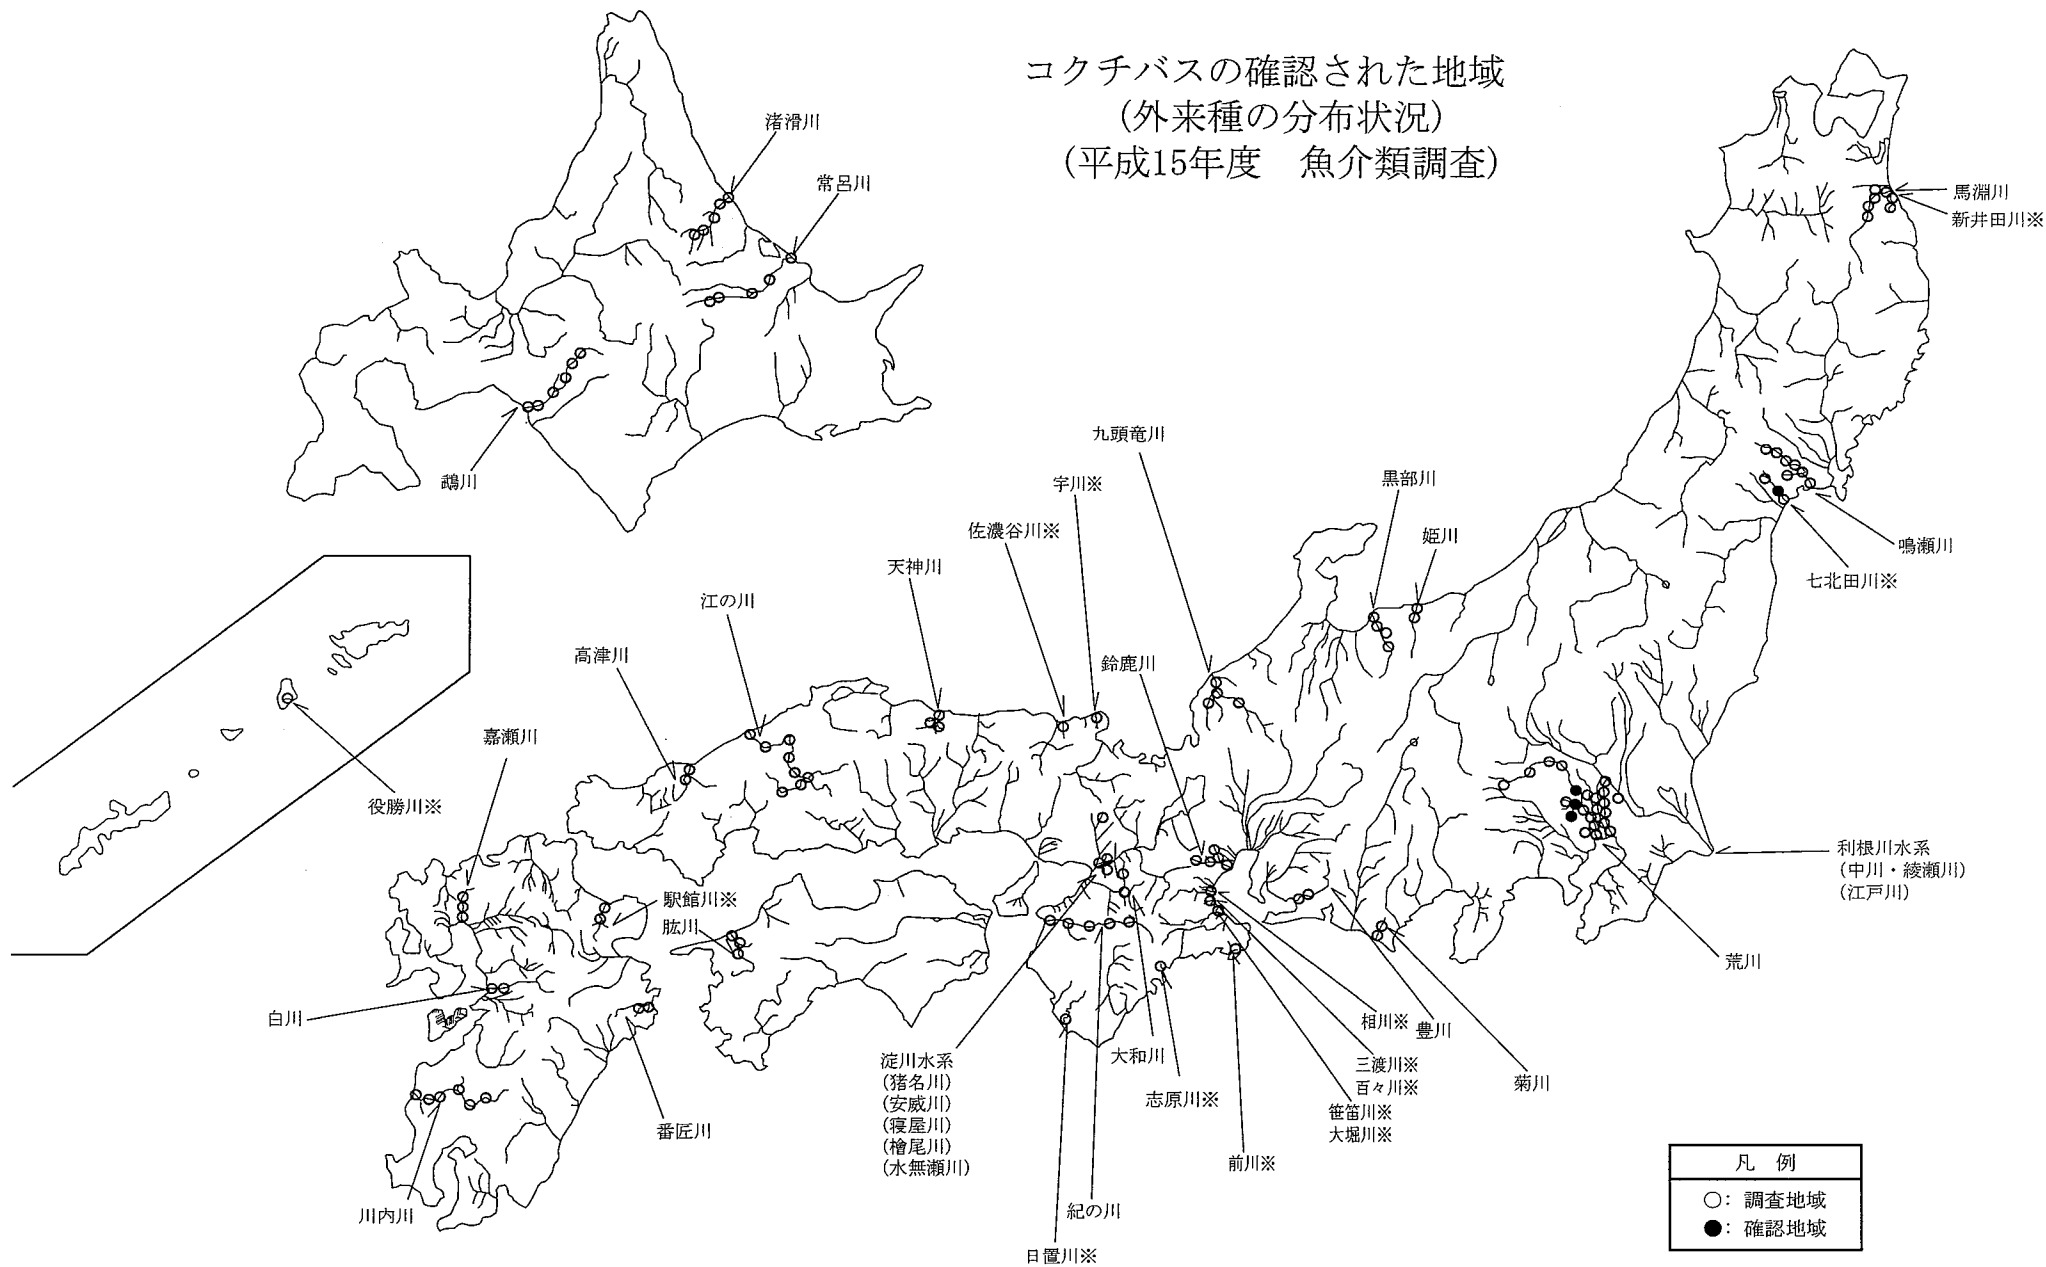 コクチバスの確認された地域
(外来種の分布状況)
(平成15年度　魚介類調査)
渚滑川
常呂川
鵡川
馬淵川
新井田川※
鳴瀬川
七北田川※
九頭竜川
宇川※
黒部川
佐濃谷川※
姫川
天神川
江の川
鈴鹿川
高津川
嘉瀬川
役勝川※
駅館川※
肱川
利根川水系
(中川・綾瀬川)
(江戸川)
荒川
白川
相川※
豊川
淀川水系
(猪名川)
(安威川)
(寝屋川)
(檜尾川)
(水無瀬川)
大和川
三渡川※
百々川※
菊川
志原川※
笹笛川※
大堀川※
番匠川
前川※
川内川
紀の川
日置川※
凡　例
○：調査地域
●：確認地域